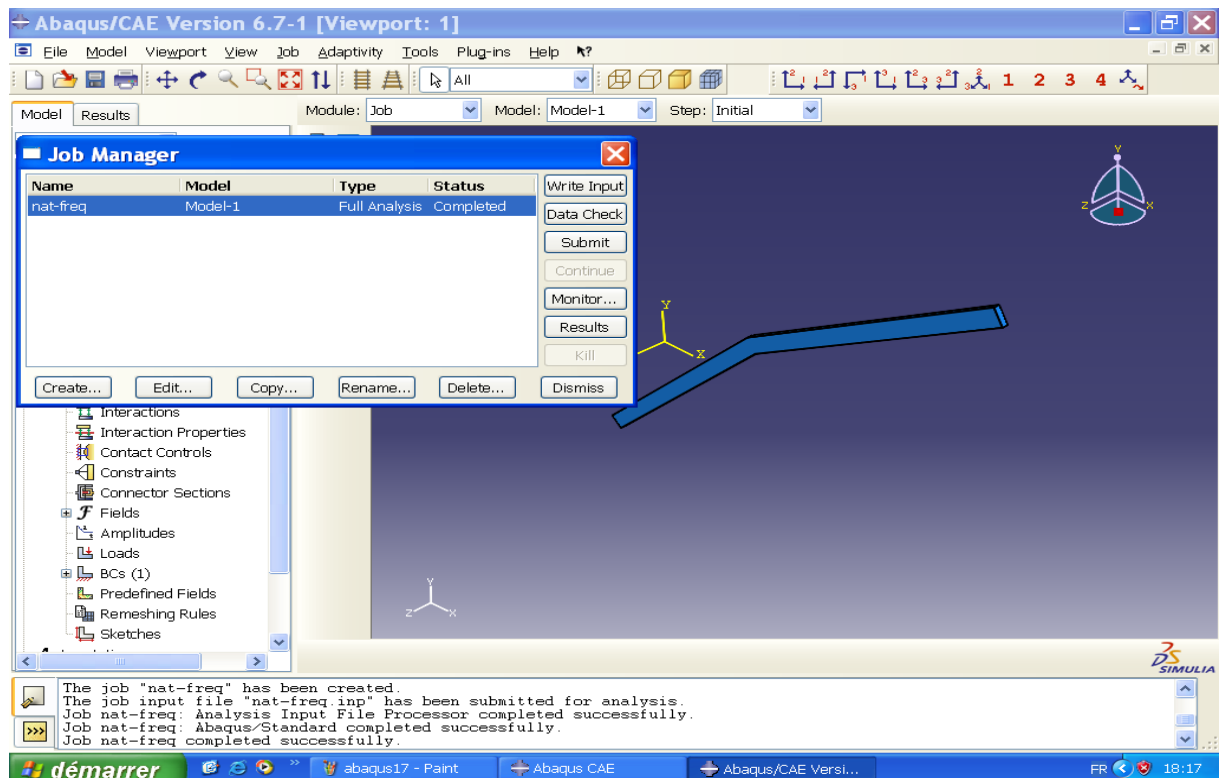 Abaqus/CAE Version 6.7-1 [Viewport: 1]
File Model Viewport View Job Adaptivity Tools Plug-ins Help
All
1 2 3 4
Model Results
Module: Job Model: Model-1 Step: Initial
Job Manager
Name Model Type Status
nat-freq Model-1 Full Analysis Completed
Write Input
Data Check
Submit
Continue
Monitor...
Results
Kill
Create... Edit... Copy... Rename... Delete... Dismiss
Interactions
Interaction Properties
Contact Controls
Constraints
Connector Sections
Fields
Amplitudes
Loads
BCs (1)
Predefined Fields
Remeshing Rules
Sketches
Y
Z X
Y
X
Y
Z X
SIMULIA
The job "nat-freq" has been created.
The job input file "nat-freq.inp" has been submitted for analysis.
Job nat-freq: Analysis Input File Processor completed successfully.
Job nat-freq: Abaqus/Standard completed successfully.
Job nat-freq completed successfully.
démarrer abaqus17 - Paint Abaqus CAE Abaqus/CAE Versi... FR 18:17